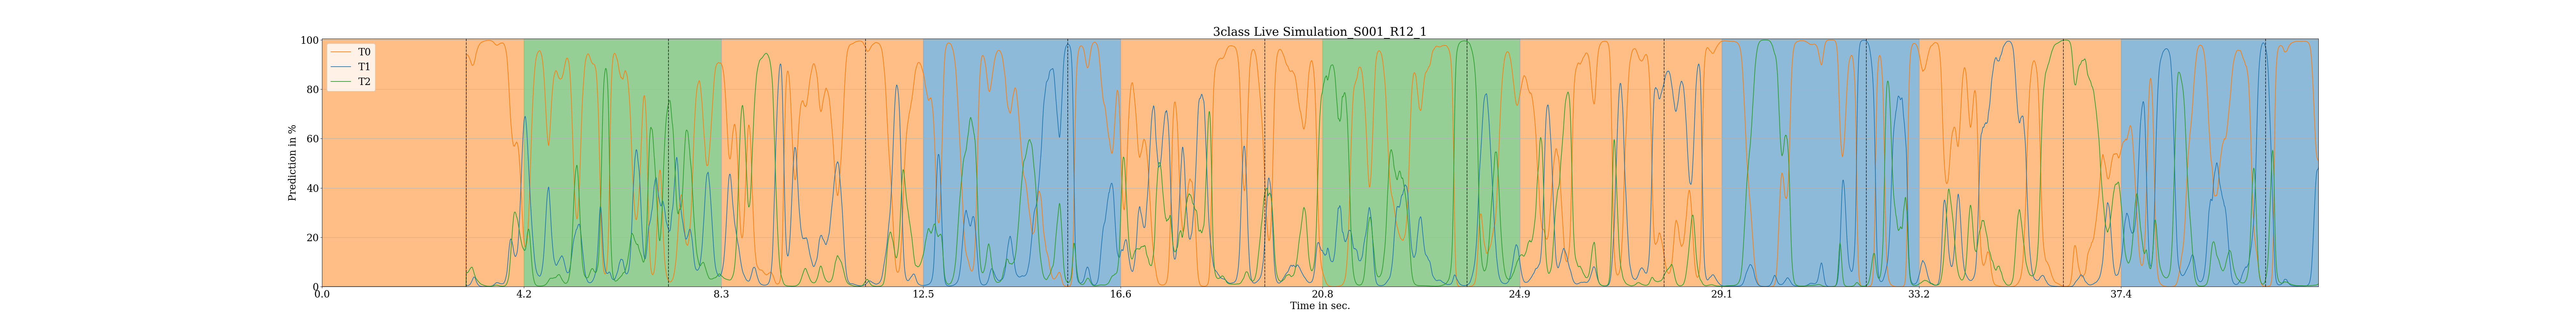 3class Live Simulation_S001_R12_1
T0
T1
T2
Prediction in %
100
80
60
40
20
0
0.0 4.2 8.3 12.5 16.6 20.8 24.9 29.1 33.2 37.4
Time in sec.